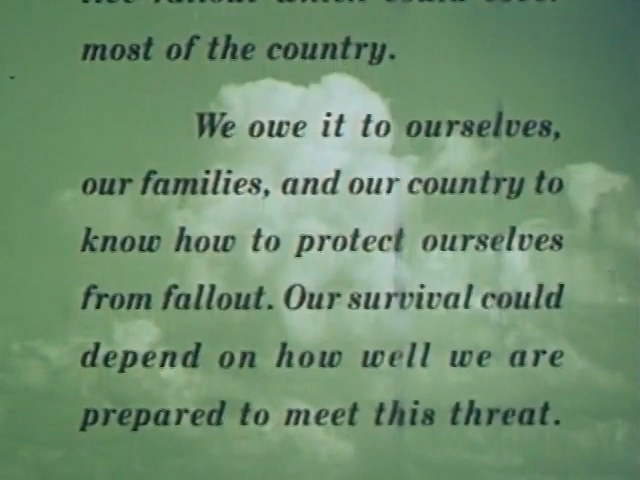 most of the country.
We owe it to ourselves,
our families, and our country to
know how to protect ourselves
from fallout. Our survival could
depend on how well we are
prepared to meet this threat.